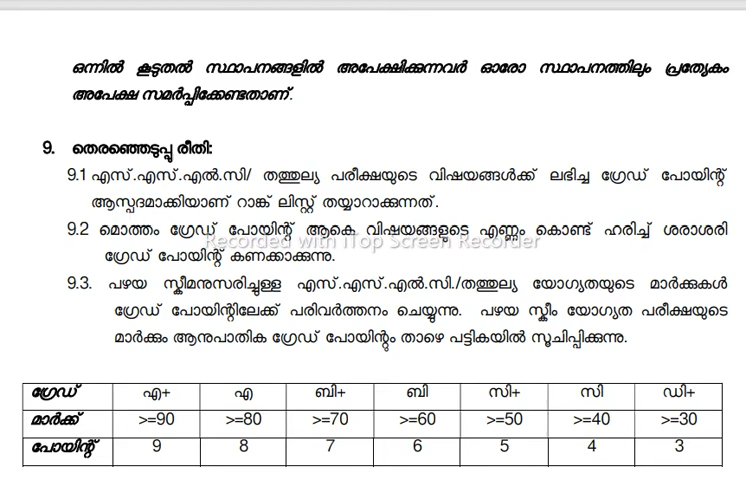 ഒന്നിൽ കൂടുതൽ സ്ഥാപനങ്ങളിൽ അപേക്ഷിക്കുന്നവർ ഓരോ സ്ഥാപനത്തിലും പ്രത്യേകം
അപേക്ഷ സമർപ്പിക്കേണ്ടതാണ്.
9. തെരഞ്ഞെടുപ്പു രീതി:
9.1 എസ്.എസ്.എൽ.സി/ തത്തുല്യ പരീക്ഷയുടെ വിഷയങ്ങൾക്ക് ലഭിച്ച ഗ്രേഡ് പോയിന്റ്
ആസ്പദമാക്കിയാണ് റാങ്ക് ലിസ്റ്റ് തയ്യാറാക്കുന്നത്.
9.2 മൊത്തം ഗ്രേഡ് പോയിന്റ് ആകെ വിഷയങ്ങളുടെ എണ്ണം കൊണ്ട് ഹരിച്ച് ശരാശരി
Recorded with iTop Screen Recorder
ഗ്രേഡ് പോയിന്റ് കണക്കാക്കുന്നു.
9.3. പഴയ സ്കീമനുസരിച്ചുള്ള എസ്.എസ്.എൽ.സി./തത്തുല്യ യോഗ്യതയുടെ മാർക്കുകൾ
ഗ്രേഡ് പോയിന്റിലേക്ക് പരിവർത്തനം ചെയ്യുന്നു. പഴയ സ്കീം യോഗ്യത പരീക്ഷയുടെ
മാർക്കും ആനുപാതിക ഗ്രേഡ് പോയിന്റും താഴെ പട്ടികയിൽ സൂചിപ്പിക്കുന്നു.
ഗ്രേഡ് എ+ എ ബി+ ബി സി+ സി ഡി+
മാർക്ക് >=90 >=80 >=70 >=60 >=50 >=40 >=30
പോയിന്റ് 9 8 7 6 5 4 3